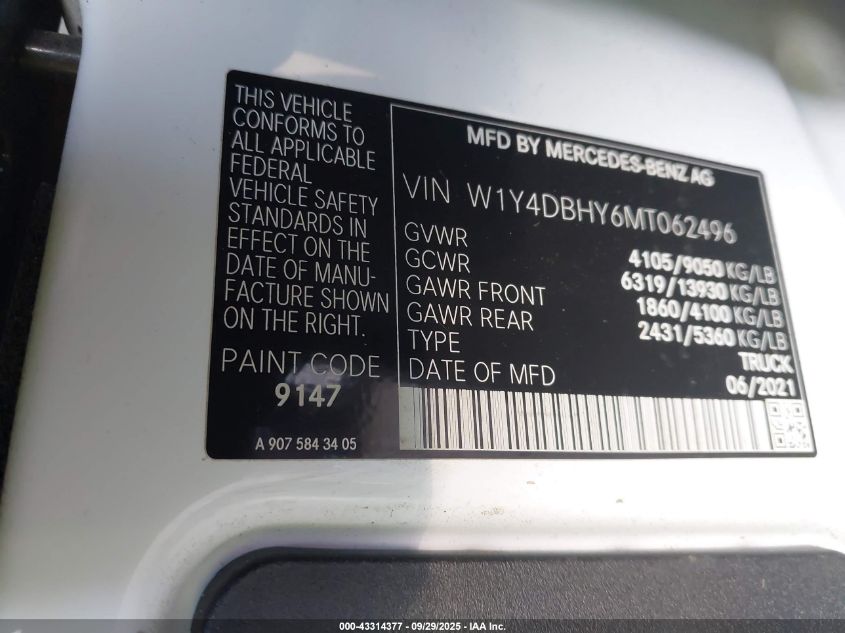 THIS VEHICLE
CONFORMS TO
ALL APPLICABLE
FEDERAL
VEHICLE SAFETY
STANDARDS IN
EFFECT ON THE
DATE OF MANU-
FACTURE SHOWN
ON THE RIGHT.
PAINT CODE
9147
A 907 584 34 05
MFD BY MERCEDES-BENZ AG
VIN W1Y4DBHY6MT062496
GVWR 4105/9050 KG/LB
GCWR 6319/13930 KG/LB
GAWR FRONT 1860/4100 KG/LB
GAWR REAR 2431/5360 KG/LB
TYPE TRUCK
DATE OF MFD 06/2021
000-43314377 - 09/29/2025 - IAA Inc.